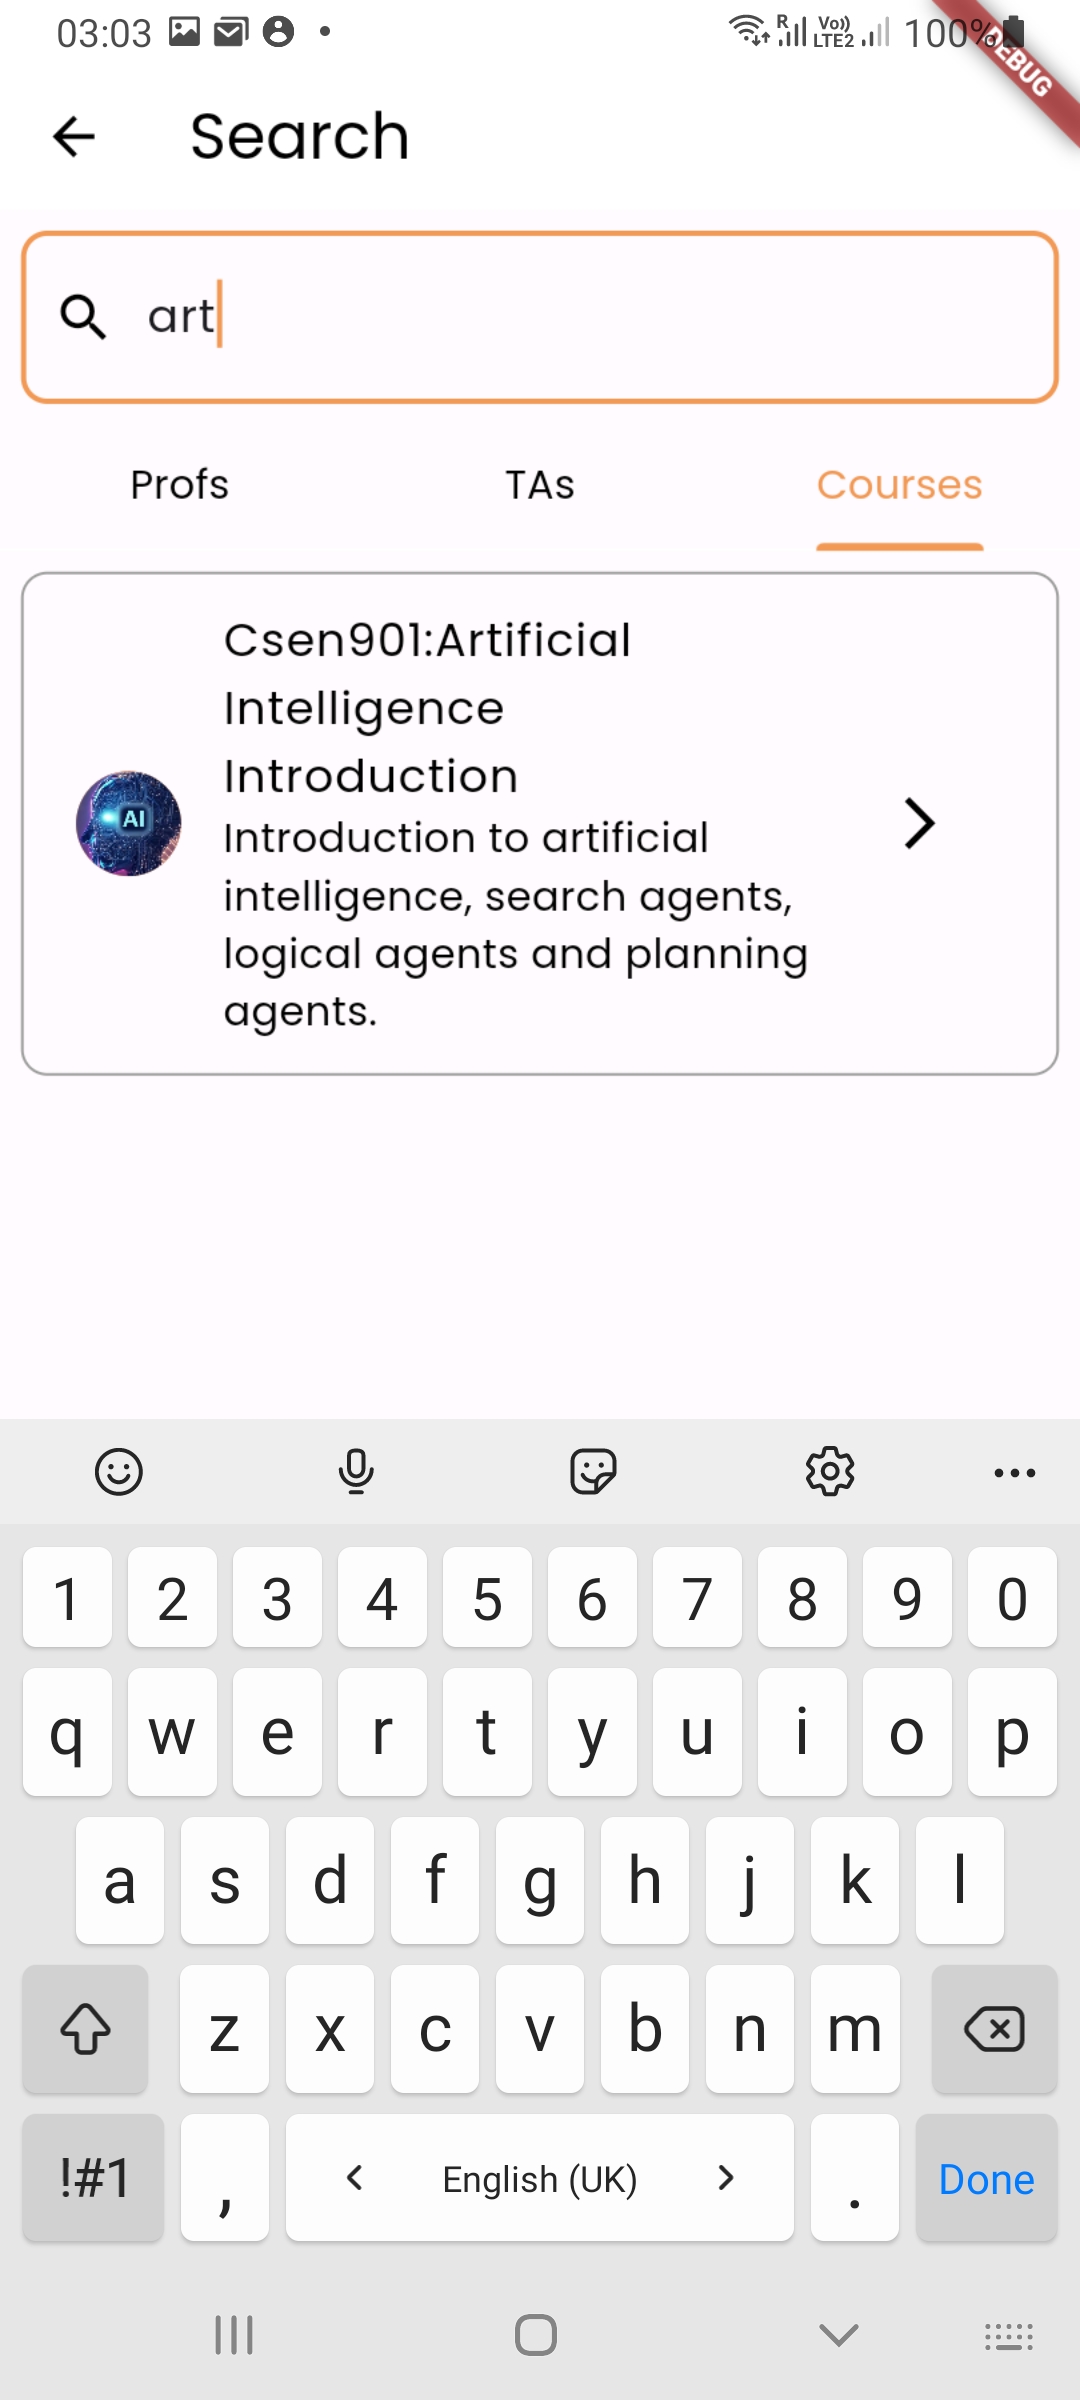 03:03
R Vo)) LTE2 100%
DEBUG
Search
art
Profs TAs Courses
Csen901:Artificial
Intelligence
Introduction
AI
Introduction to artificial
intelligence, search agents,
logical agents and planning
agents.
1 2 3 4 5 6 7 8 9 0
q w e r t y u i o p
a s d f g h j k l
z x c v b n m
!#1 , English (UK) . Done